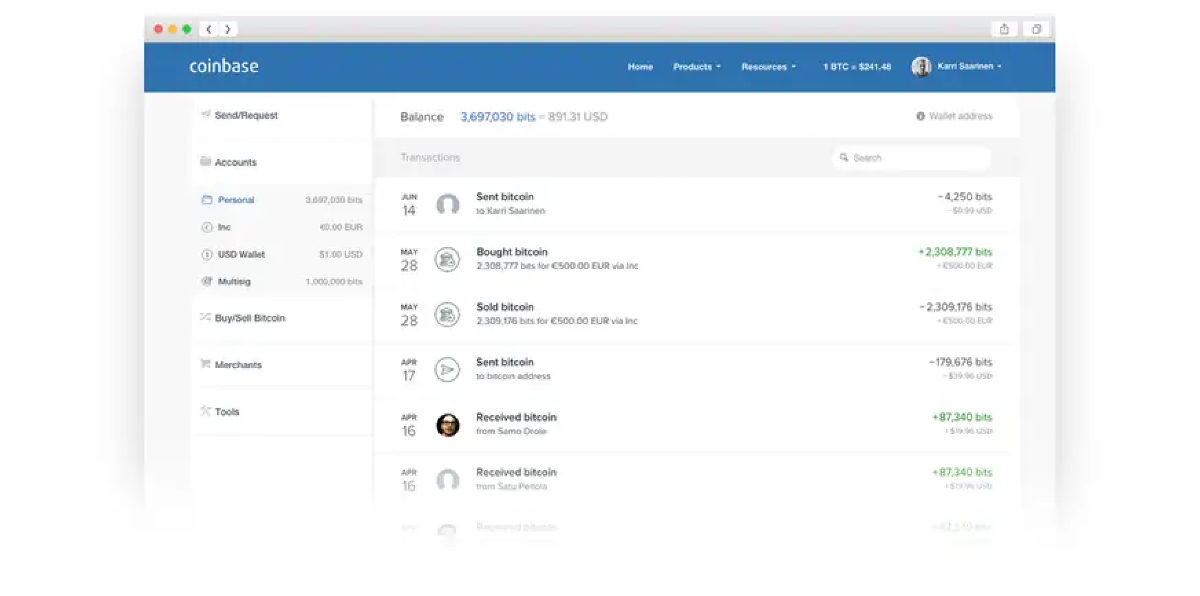 coinbase
Home Products Resources 1 BTC = $241.48 Karri Saarinen
Send/Request
Accounts
Personal 3,697,030 bits
Inc €0.00 EUR
USD Wallet $1.00 USD
Multisig 1,000,000 bits
Buy/Sell Bitcoin
Merchants
Tools
Balance 3,697,030 bits = 891.31 USD
Wallet address
Transactions
Search
JUN
14
Sent bitcoin
to Karri Saarinen
-4,250 bits
- $0.99 USD
MAY
28
Bought bitcoin
2,308,777 bits for €500.00 EUR via Inc
+2,308,777 bits
+ €500.00 EUR
MAY
28
Sold bitcoin
2,309,176 bits for €500.00 EUR via Inc
-2,309,176 bits
+ €500.00 EUR
APR
17
Sent bitcoin
to bitcoin address
-179,676 bits
- $39.96 USD
APR
16
Received bitcoin
from Samo Drole
+87,340 bits
+ $19.96 USD
APR
16
Received bitcoin
from Satu Peltola
+87,340 bits
+ $19.96 USD
Received bitcoin
+87,340 bits